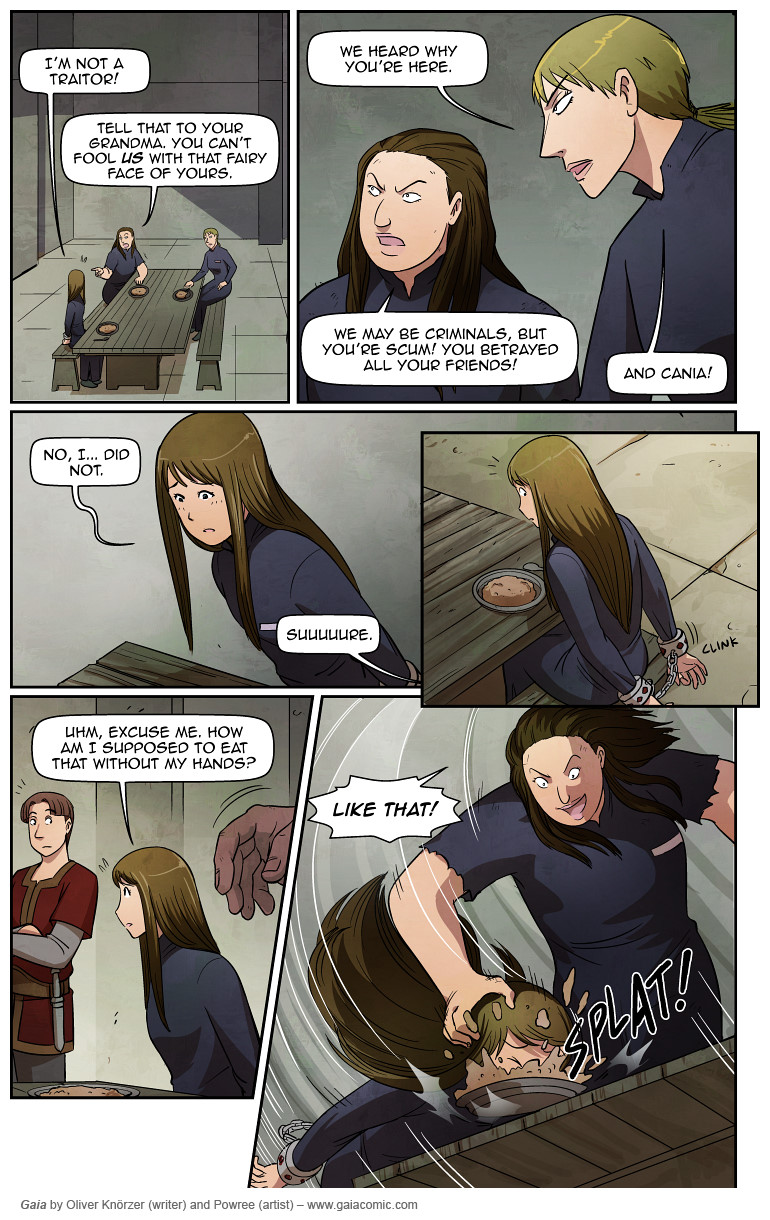 I'M NOT A
TRAITOR!
TELL THAT TO YOUR
GRANDMA. YOU CAN'T
FOOL US WITH THAT FAIRY
FACE OF YOURS.
WE HEARD WHY
YOU'RE HERE.
WE MAY BE CRIMINALS, BUT
YOU'RE SCUM! YOU BETRAYED
ALL YOUR FRIENDS!
AND CANIA!
NO, I... DID
NOT.
SUUUUURE.
CLINK
UHM, EXCUSE ME. HOW
AM I SUPPOSED TO EAT
THAT WITHOUT MY HANDS?
LIKE THAT!
SPLAT!
Gaia by Oliver Knörzer (writer) and Powree (artist) – www.gaiacomic.com